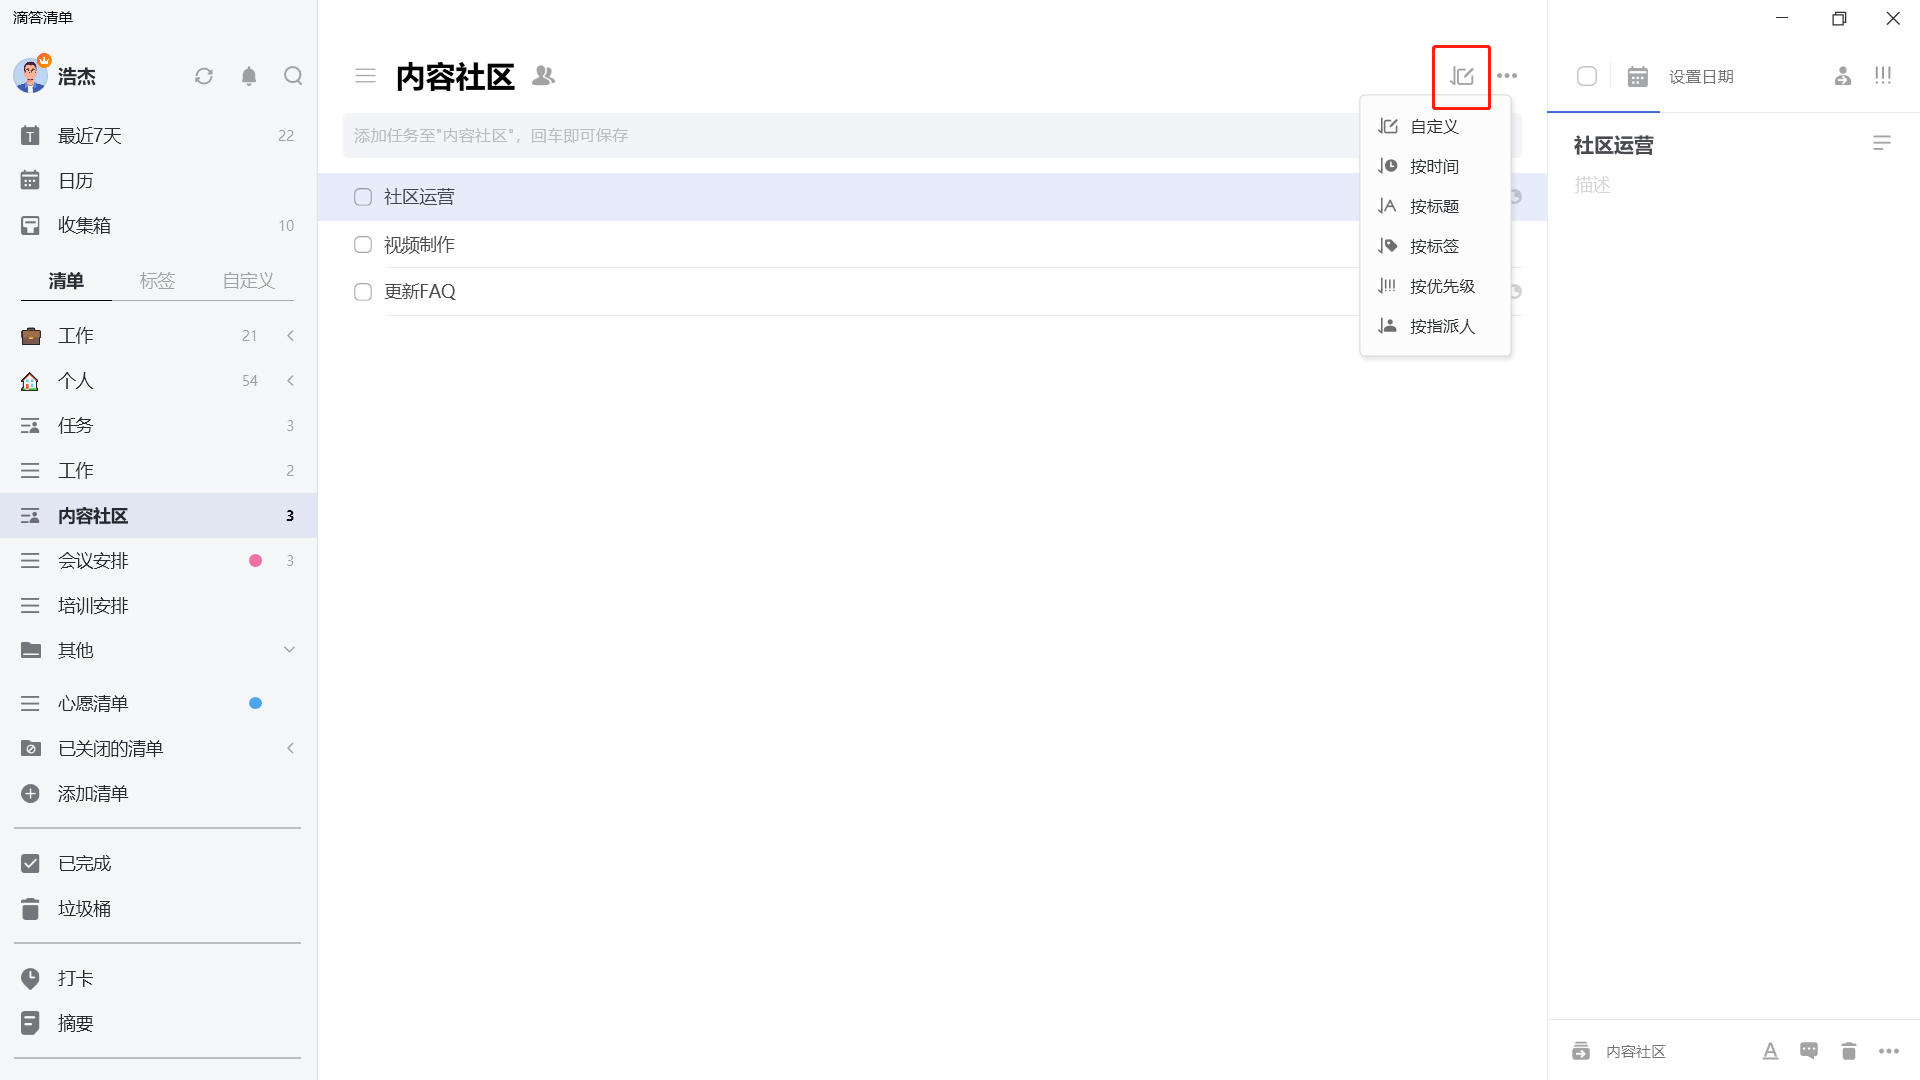 滴答清单
浩杰
最近7天 22
日历
收集箱 10
清单 标签 自定义
工作 21
个人 54
任务 3
工作 2
内容社区 3
会议安排 3
培训安排
其他
心愿清单
已关闭的清单
添加清单
已完成
垃圾桶
打卡
摘要
内容社区
添加任务至"内容社区"，回车即可保存
社区运营
视频制作
更新FAQ
自定义
按时间
按标题
按标签
按优先级
按指派人
设置日期
社区运营
描述
内容社区